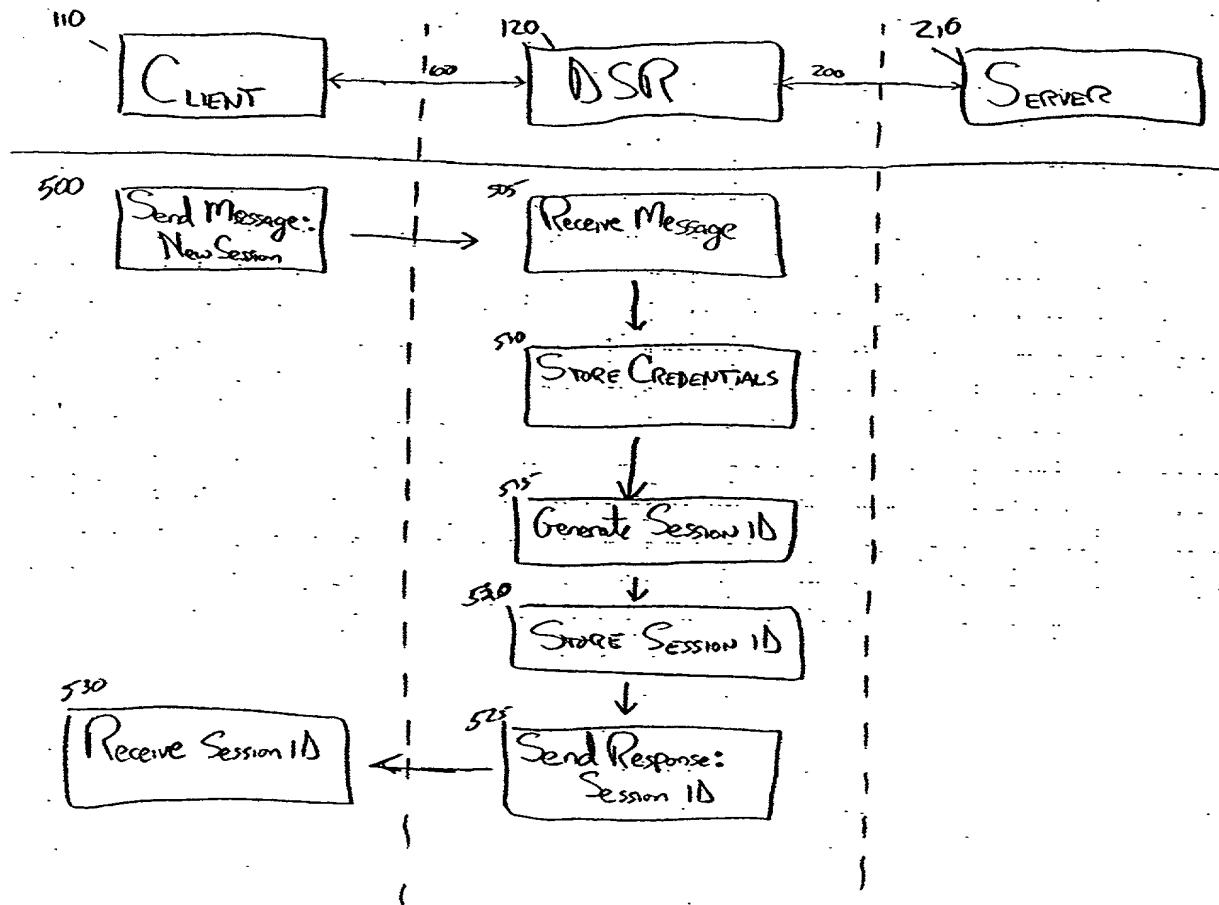 110
120
210
CLIENT
100
DSR
200
SERVER
500
Send Message:
New Session
505
Receive Message
510
STORE CREDENTIALS
515
Generate Session ID
520
STORE SESSION ID
530
Receive Session ID
525
Send Response:
Session ID